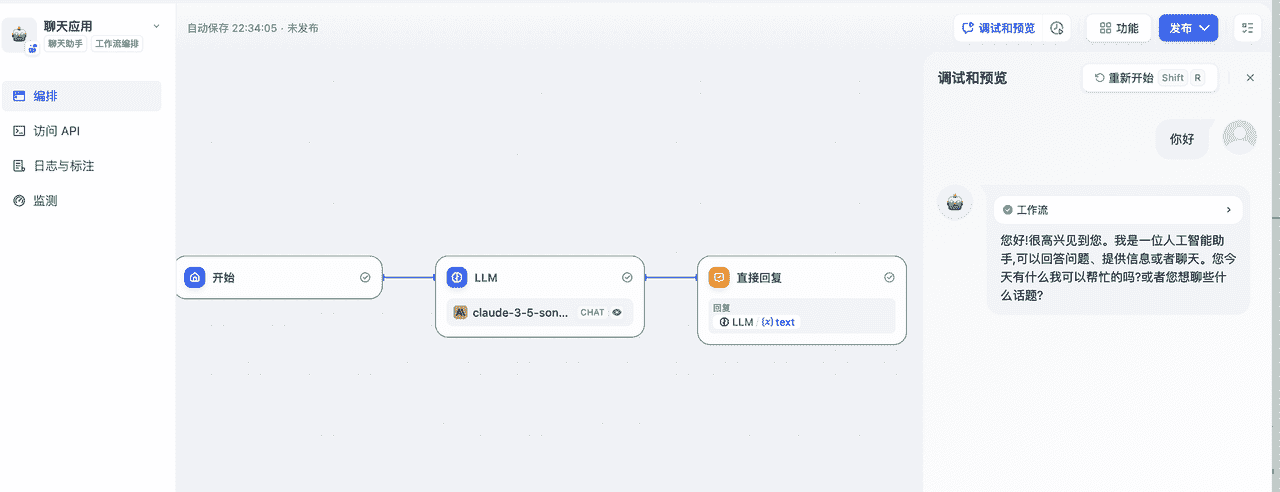 聊天应用
聊天助手 工作流编排
编排
访问 API
日志与标注
监测
自动保存 22:34:05 · 未发布
调试和预览
功能
发布
开始
LLM
claude-3-5-son... CHAT
直接回复
回复
LLM / {x} text
调试和预览
重新开始 Shift R
你好
工作流
您好!很高兴见到您。我是一位人工智能助
手,可以回答问题、提供信息或者聊天。您今
天有什么我可以帮忙的吗?或者您想聊些什
么话题?